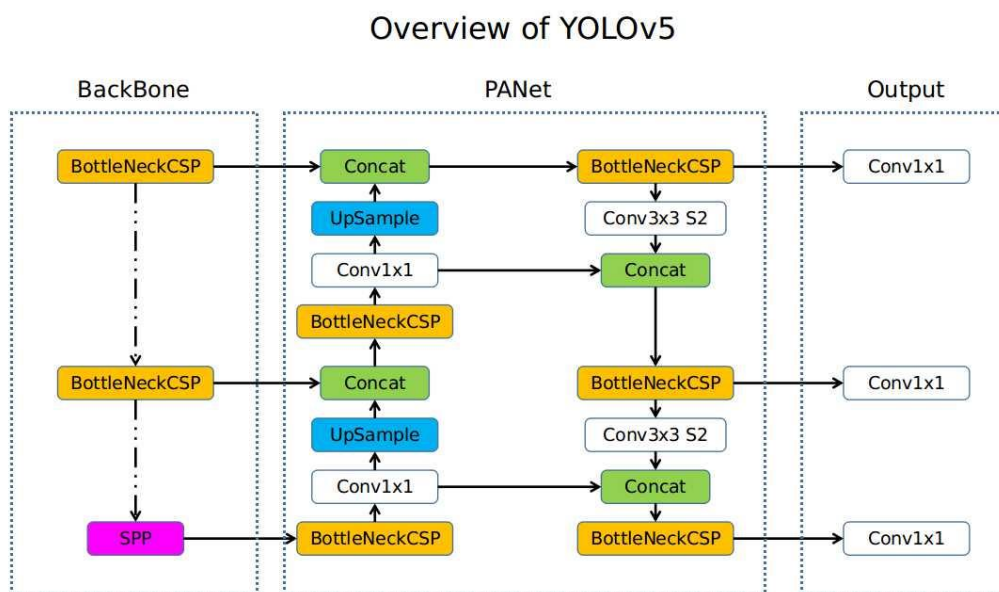 Overview of YOLOv5
BackBone
PANet
Output
BottleNeckCSP
Concat
BottleNeckCSP
Conv1x1
UpSample
Conv3x3 S2
Conv1x1
Concat
BottleNeckCSP
BottleNeckCSP
Concat
BottleNeckCSP
Conv1x1
UpSample
Conv3x3 S2
Conv1x1
Concat
SPP
BottleNeckCSP
BottleNeckCSP
Conv1x1